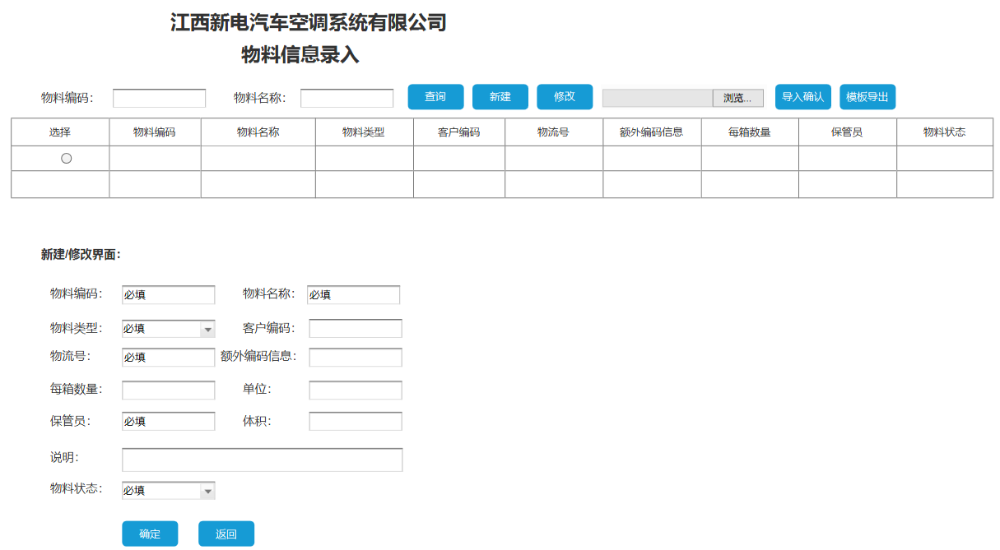 江西新电汽车空调系统有限公司
物料信息录入
物料编码： 物料名称： 查询 新建 修改 浏览... 导入确认 模板导出
选择 物料编码 物料名称 物料类型 客户编码 物流号 额外编码信息 每箱数量 保管员 物料状态
新建/修改界面：
物料编码： 必填 物料名称： 必填
物料类型： 必填 客户编码：
物流号： 必填 额外编码信息：
每箱数量： 单位：
保管员： 必填 体积：
说明：
物料状态： 必填
确定 返回